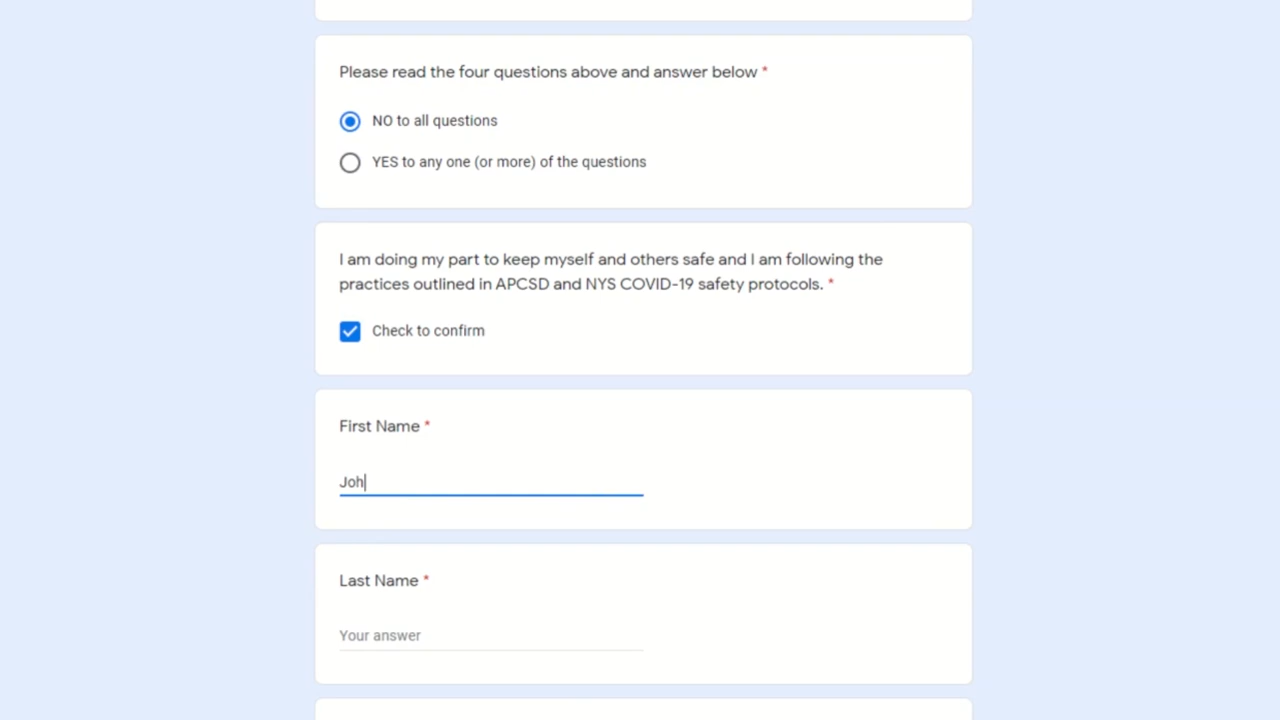 Please read the four questions above and answer below *
NO to all questions
YES to any one (or more) of the questions
I am doing my part to keep myself and others safe and I am following the
practices outlined in APCSD and NYS COVID-19 safety protocols. *
Check to confirm
First Name *
Joh
Last Name *
Your answer